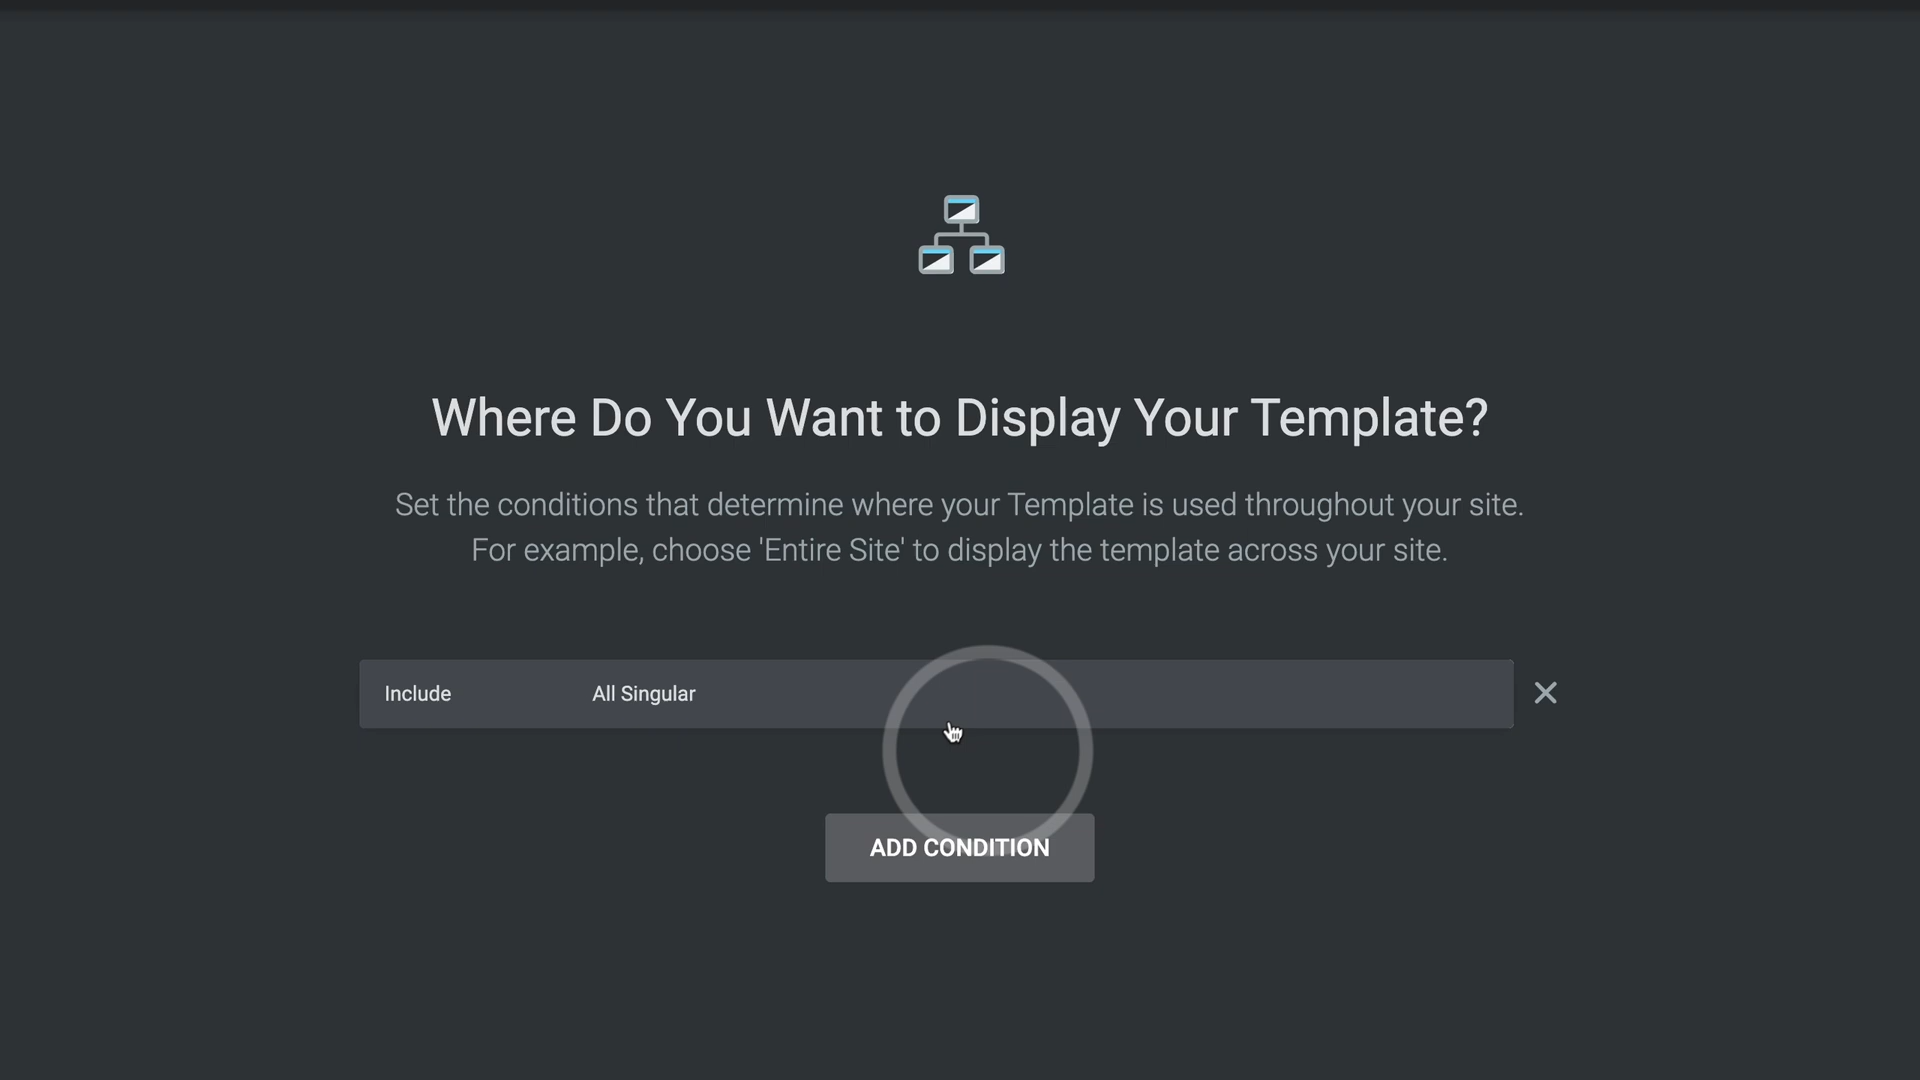 Where Do You Want to Display Your Template?
Set the conditions that determine where your Template is used throughout your site.
For example, choose 'Entire Site' to display the template across your site.
Include All Singular
ADD CONDITION